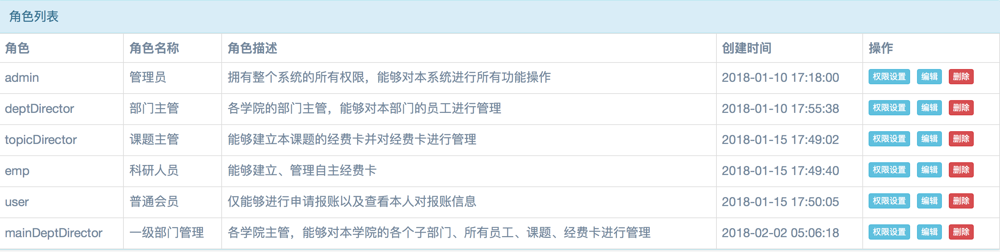 角色列表
角色 角色名称 角色描述 创建时间 操作
admin 管理员 拥有整个系统的所有权限，能够对本系统进行所有功能操作 2018-01-10 17:18:00 权限设置 编辑 删除
deptDirector 部门主管 各学院的部门主管，能够对本部门的员工进行管理 2018-01-10 17:55:38 权限设置 编辑 删除
topicDirector 课题主管 能够建立本课题的经费卡并对经费卡进行管理 2018-01-15 17:49:02 权限设置 编辑 删除
emp 科研人员 能够建立、管理自主经费卡 2018-01-15 17:49:40 权限设置 编辑 删除
user 普通会员 仅能够进行申请报账以及查看本人对报账信息 2018-01-15 17:50:05 权限设置 编辑 删除
mainDeptDirector 一级部门管理 各学院主管，能够对本学院的各个子部门、所有员工、课题、经费卡进行管理 2018-02-02 05:06:18 权限设置 编辑 删除